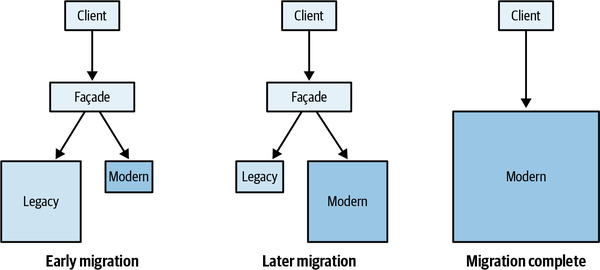 Client
Façade
Legacy
Modern
Early migration
Client
Façade
Legacy
Modern
Later migration
Client
Modern
Migration complete